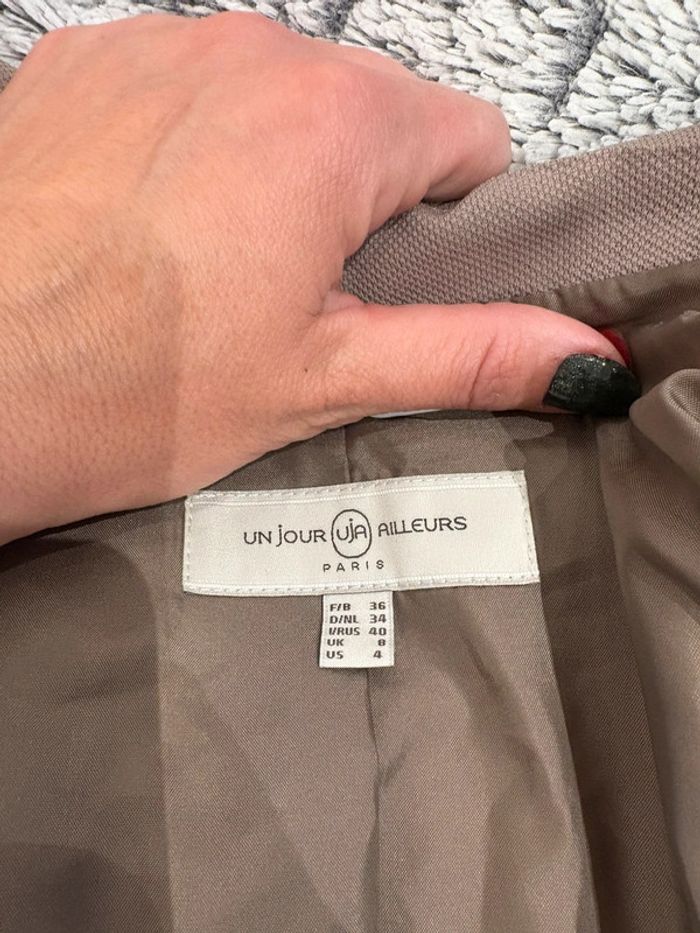 UN JOUR UJA AILLEURS
PARIS
F/B 36
D/NL 34
I/RUS 40
UK 8
US 4